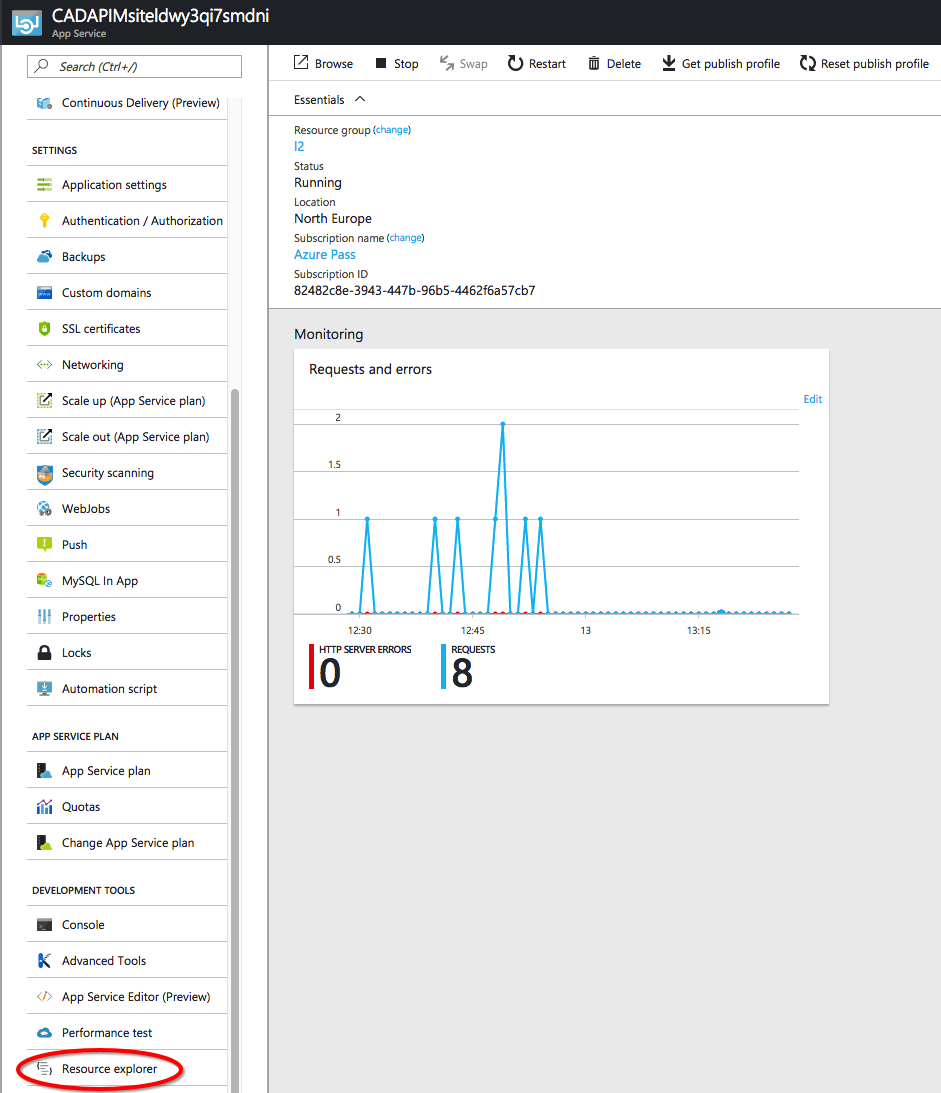 CADAPIMsiteldwy3qi7smdni
App Service
Search (Ctrl+/)
Continuous Delivery (Preview)
SETTINGS
Application settings
Authentication / Authorization
Backups
Custom domains
SSL certificates
Networking
Scale up (App Service plan)
Scale out (App Service plan)
Security scanning
WebJobs
Push
MySQL In App
Properties
Locks
Automation script
APP SERVICE PLAN
App Service plan
Quotas
Change App Service plan
DEVELOPMENT TOOLS
Console
Advanced Tools
App Service Editor (Preview)
Performance test
Resource explorer
Browse Stop Swap Restart Delete Get publish profile Reset publish profile
Essentials
Resource group (change)
l2
Status
Running
Location
North Europe
Subscription name (change)
Azure Pass
Subscription ID
82482c8e-3943-447b-96b5-4462f6a57cb7
Monitoring
Requests and errors
Edit
2
1.5
1
0.5
0
12:30 12:45 13 13:15
HTTP SERVER ERRORS REQUESTS
0 8